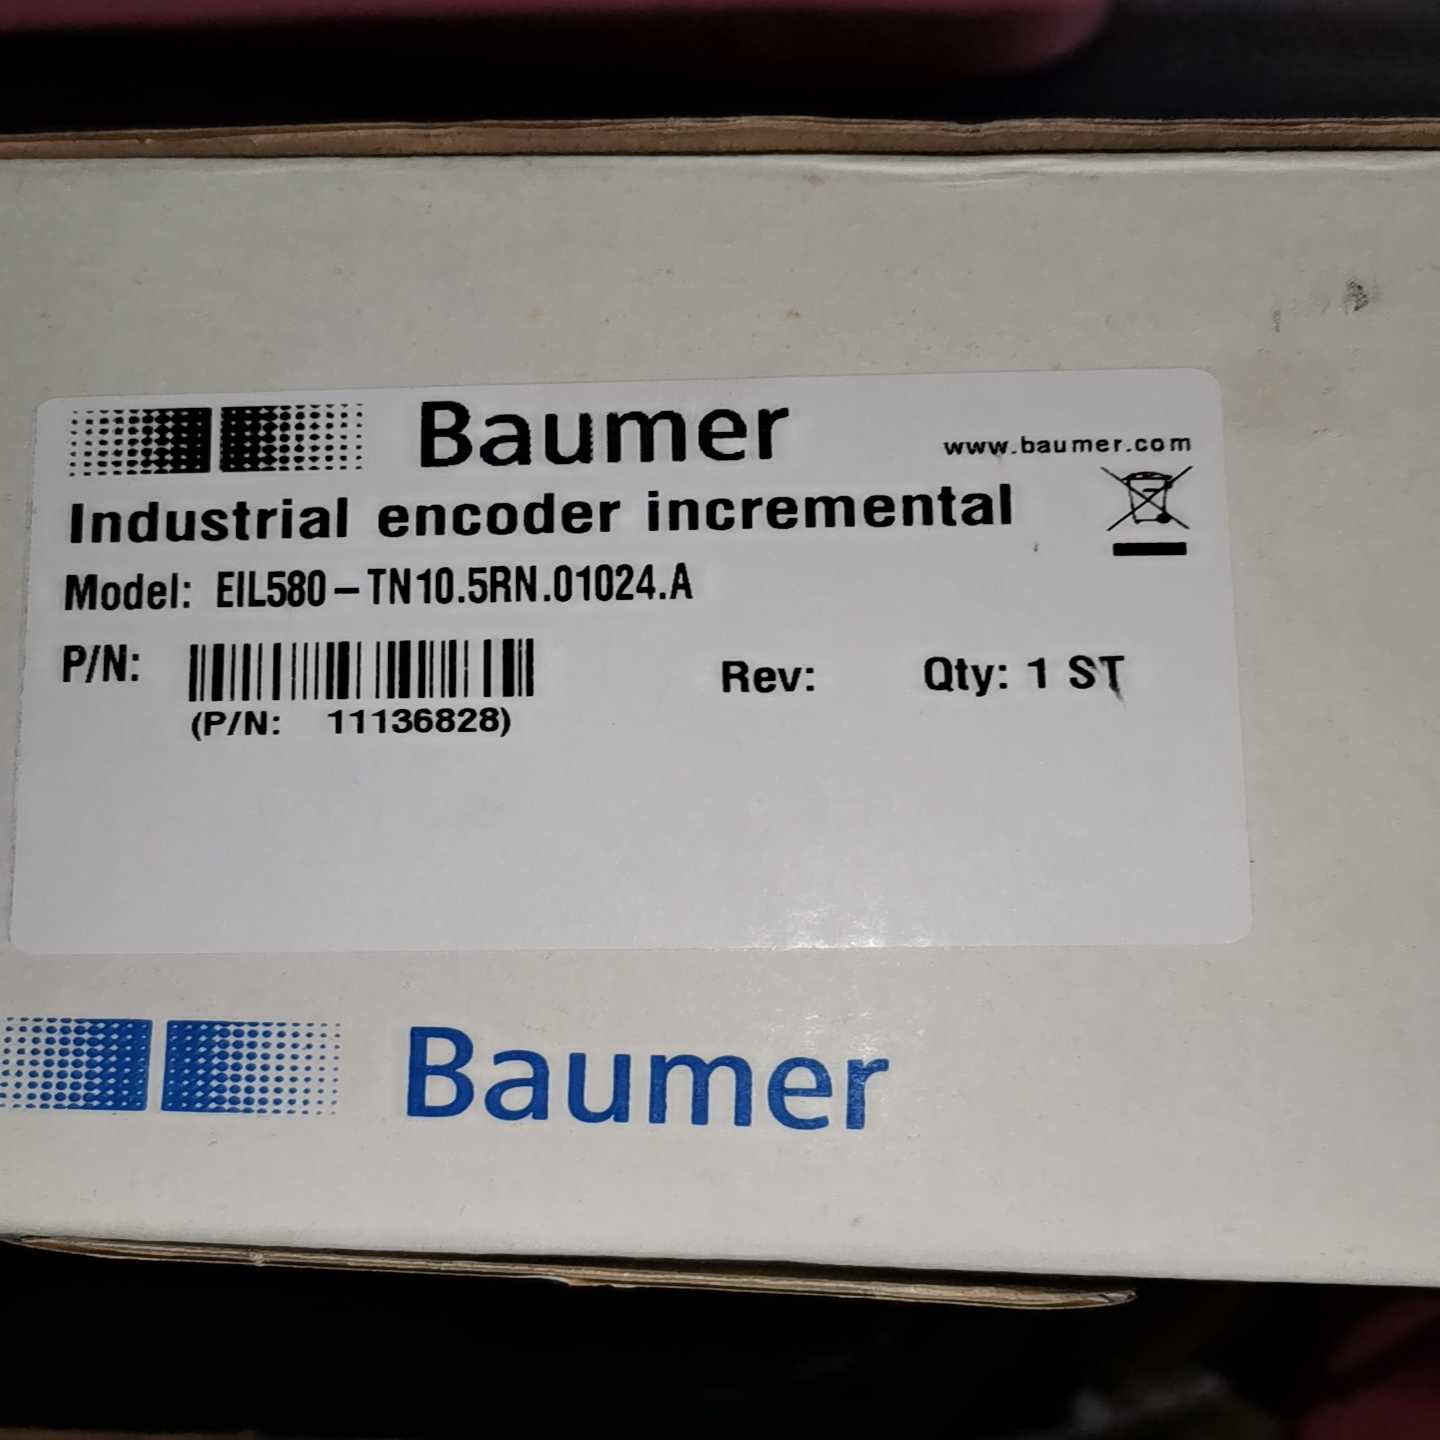 Baumer
www.baumer.com
Industrial encoder incremental
Model: EIL580-TN10.5RN.01024.A
P/N:
Rev:
Qty: 1 ST
(P/N: 11136828)
Baumer